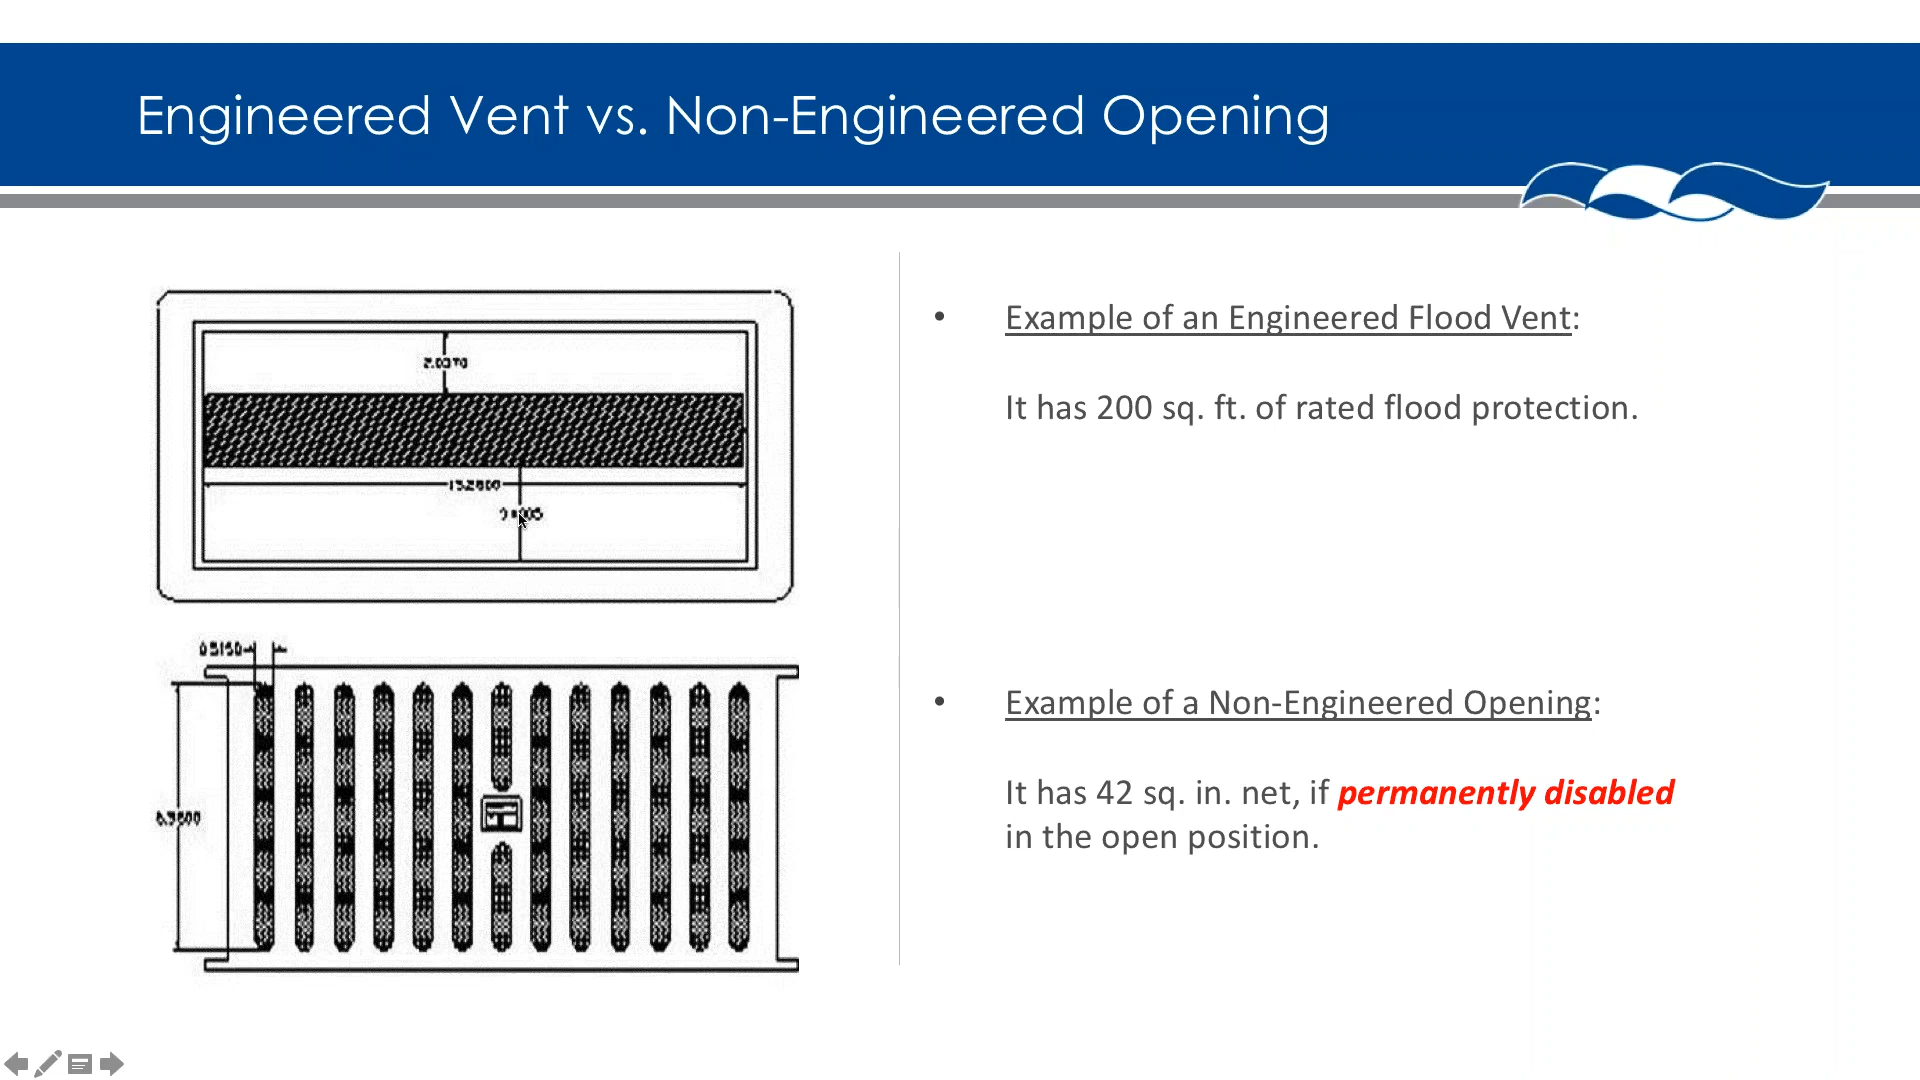 Engineered Vent vs. Non-Engineered Opening
• Example of an Engineered Flood Vent:
It has 200 sq. ft. of rated flood protection.
• Example of a Non-Engineered Opening:
It has 42 sq. in. net, if permanently disabled
in the open position.